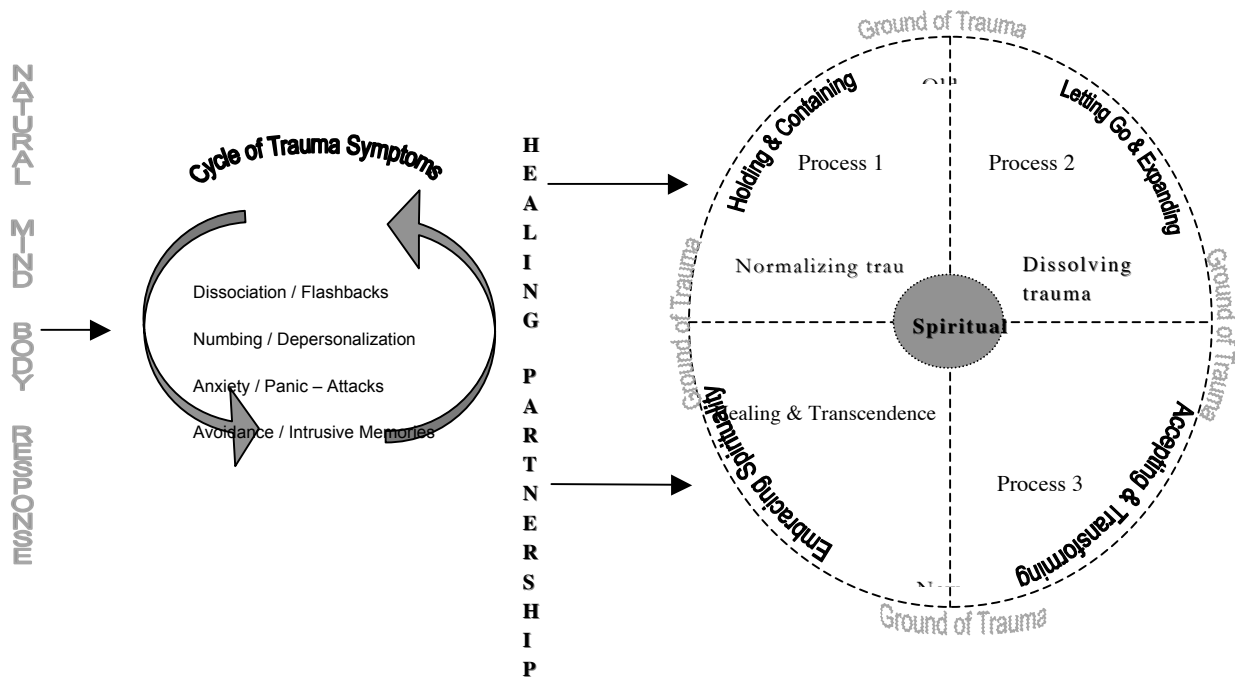 NATURAL MIND BODY RESPONSE
Cycle of Trauma Symptoms
Dissociation / Flashbacks
Numbing / Depersonalization
Anxiety / Panic – Attacks
Avoidance / Intrusive Memories
HEALING PARTNERSHIP
Ground of Trauma
Holding & Containing
Letting Go & Expanding
Process 1
Process 2
Ground of Trauma
Ground of Trauma
Normalizing trau
Dissolving
trauma
Spiritual
Healing & Transcendence
Embracing Spirituality
Process 3
Accepting & Transforming
Ground of Trauma